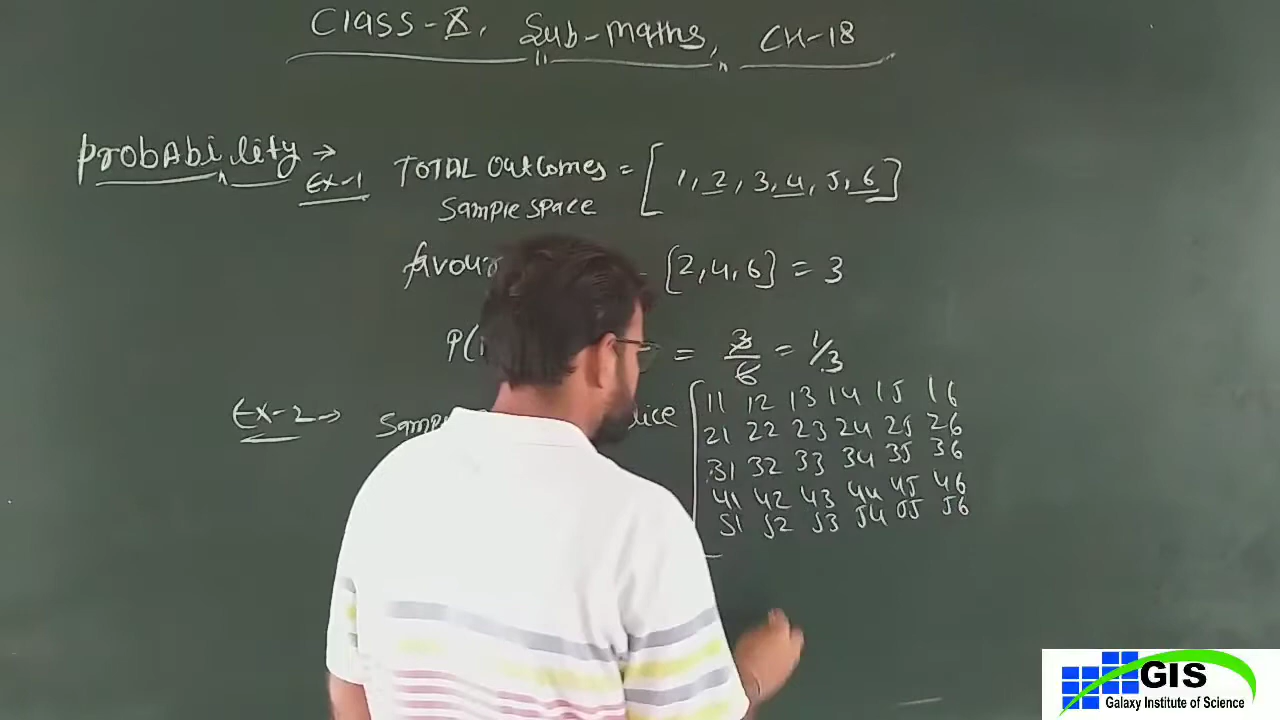 Class-X, Sub-Maths, CH-18
Probability → Ex-1 TOTAL Outcomes = [1, 2, 3, 4, 5, 6]
Sample space
[2, 4, 6] = 3
P( = 3/6 = 1/3
Ex-2 → dice [11 12 13 14 15 16
21 22 23 24 25 26
31 32 33 34 35 36
41 42 43 44 45 46
51 52 53 54 55 56
GIS
Galaxy Institute of Science